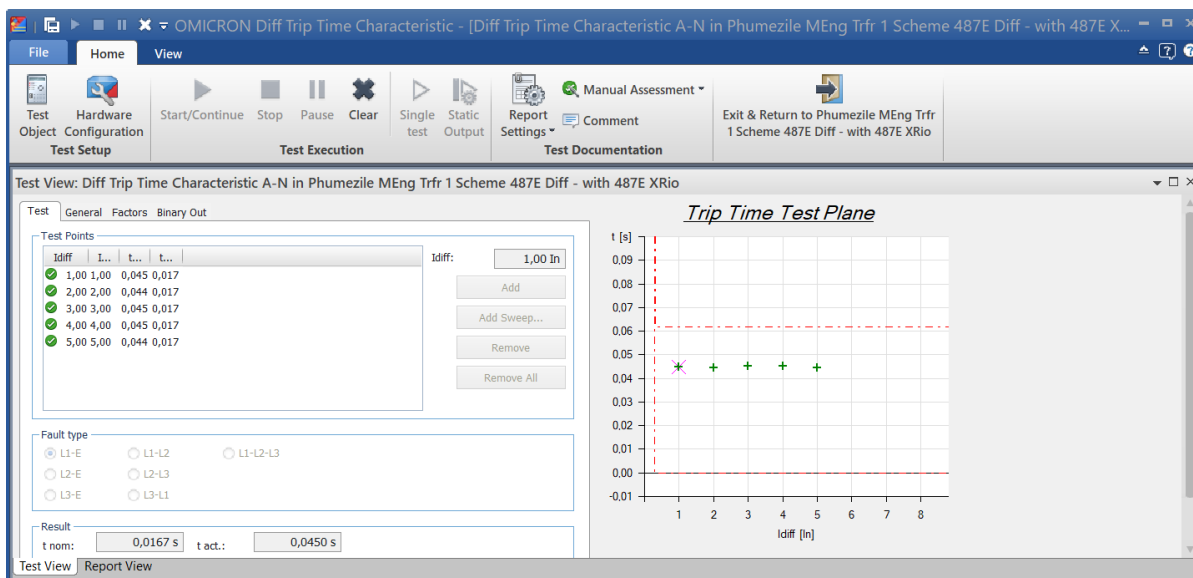 OMICRON Diff Trip Time Characteristic - [Diff Trip Time Characteristic A-N in Phumezile MEng Trfr 1 Scheme 487E Diff - with 487E X...
File Home View
Test Object
Hardware Configuration
Test Setup
Start/Continue Stop Pause Clear
Single test
Static Output
Test Execution
Report Settings
Manual Assessment
Comment
Test Documentation
Exit & Return to Phumezile MEng Trfr
1 Scheme 487E Diff - with 487E XRio
Test View: Diff Trip Time Characteristic A-N in Phumezile MEng Trfr 1 Scheme 487E Diff - with 487E XRio
Test General Factors Binary Out
Test Points
Idiff I... t... t...
1,00 1,00 0,045 0,017
2,00 2,00 0,044 0,017
3,00 3,00 0,045 0,017
4,00 4,00 0,045 0,017
5,00 5,00 0,044 0,017
Idiff: 1,00 In
Add
Add Sweep...
Remove
Remove All
Fault type
L1-E L1-L2 L1-L2-L3
L2-E L2-L3
L3-E L3-L1
Result
t nom: 0,0167 s t act.: 0,0450 s
Trip Time Test Plane
t [s]
0,09
0,08
0,07
0,06
0,05
0,04
0,03
0,02
0,01
0,00
-0,01
1 2 3 4 5 6 7 8
Idiff [In]
Test View Report View